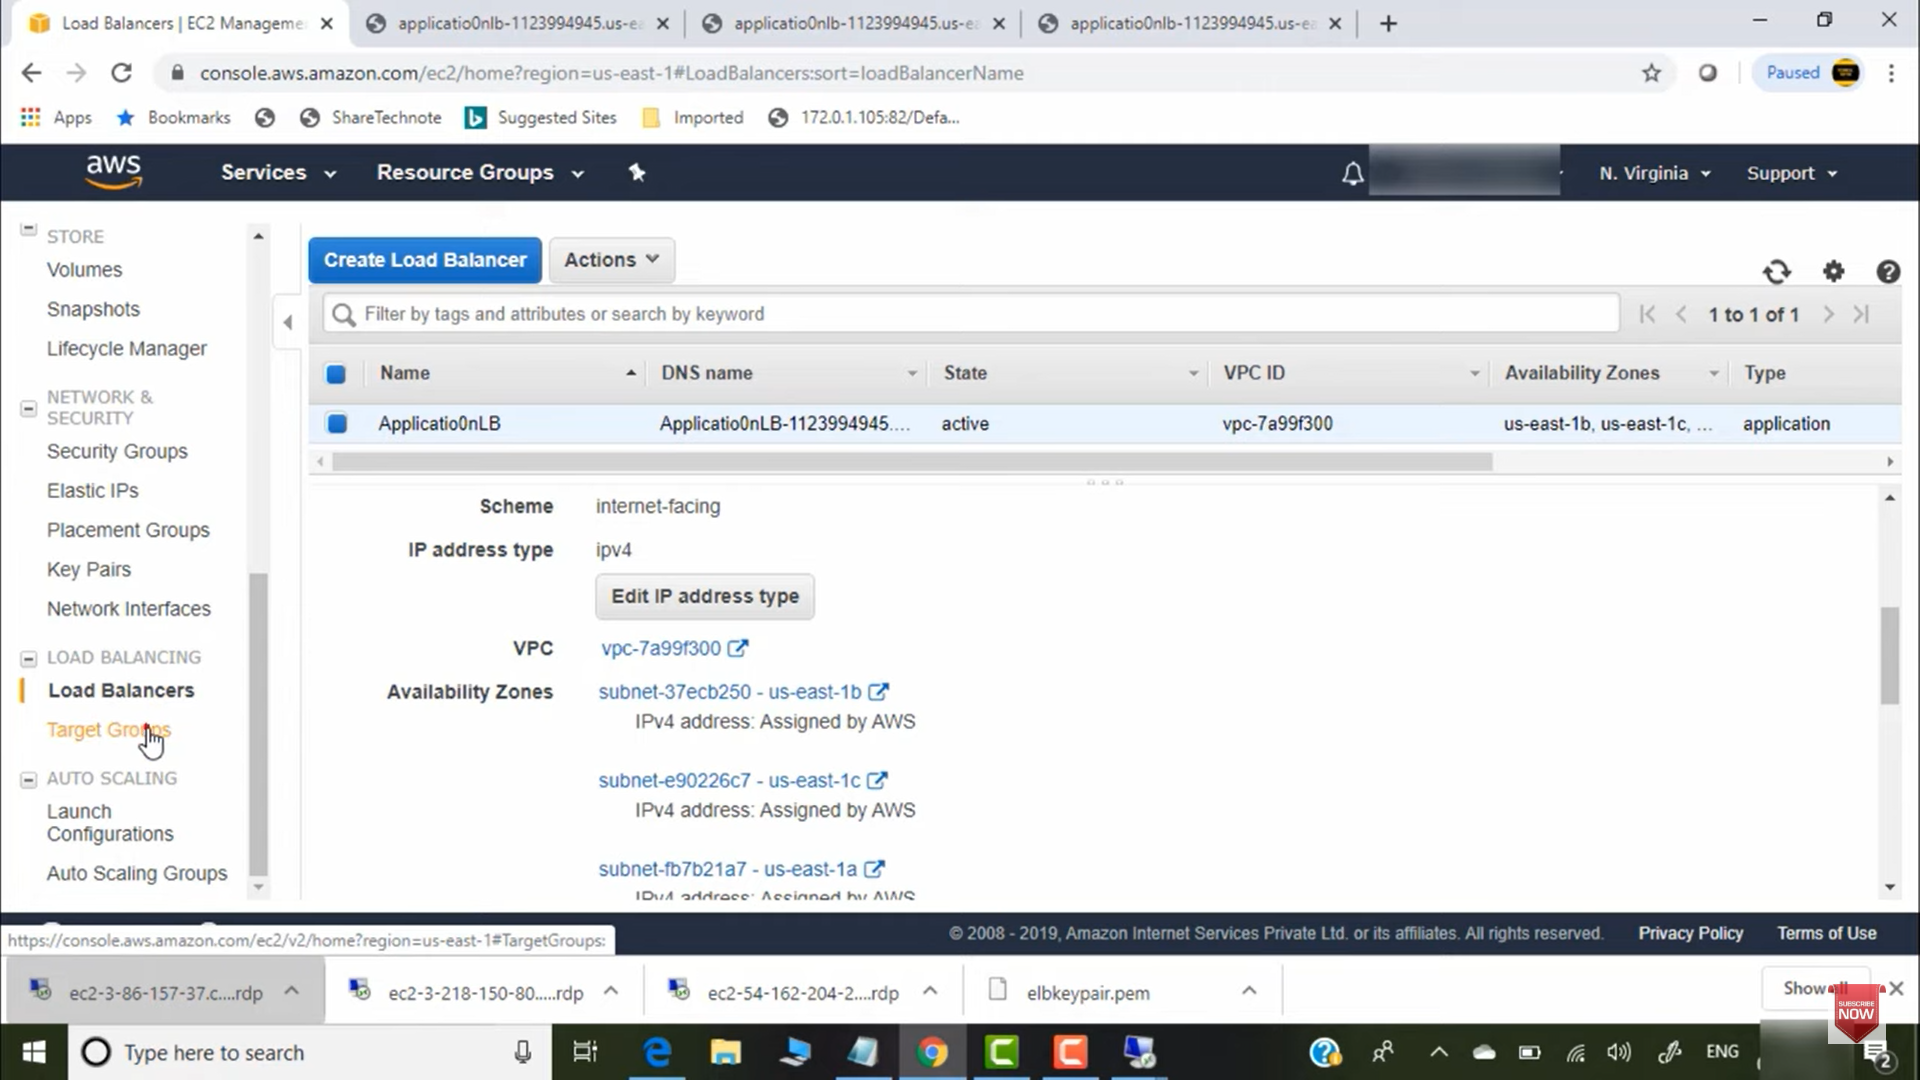 Load Balancers | EC2 Manageme
applicatio0nlb-1123994945.us-e
applicatio0nlb-1123994945.us-e
applicatio0nlb-1123994945.us-e
console.aws.amazon.com/ec2/home?region=us-east-1#LoadBalancers:sort=loadBalancerName
Paused
Apps
Bookmarks
ShareTechnote
Suggested Sites
Imported
172.0.1.105:82/Defa...
aws
Services
Resource Groups
N. Virginia
Support
STORE
Volumes
Snapshots
Lifecycle Manager
NETWORK &
SECURITY
Security Groups
Elastic IPs
Placement Groups
Key Pairs
Network Interfaces
LOAD BALANCING
Load Balancers
Target Groups
AUTO SCALING
Launch
Configurations
Auto Scaling Groups
Create Load Balancer
Actions
Filter by tags and attributes or search by keyword
1 to 1 of 1
Name DNS name State VPC ID Availability Zones Type
Applicatio0nLB Applicatio0nLB-1123994945.... active vpc-7a99f300 us-east-1b, us-east-1c, ... application
Scheme internet-facing
IP address type ipv4
Edit IP address type
VPC vpc-7a99f300
Availability Zones subnet-37ecb250 - us-east-1b
IPv4 address: Assigned by AWS
subnet-e90226c7 - us-east-1c
IPv4 address: Assigned by AWS
subnet-fb7b21a7 - us-east-1a
IPv4 address: Assigned by AWS
https://console.aws.amazon.com/ec2/v2/home?region=us-east-1#TargetGroups:
© 2008 - 2019, Amazon Internet Services Private Ltd. or its affiliates. All rights reserved.
Privacy Policy
Terms of Use
ec2-3-86-157-37.c....rdp
ec2-3-218-150-80.....rdp
ec2-54-162-204-2....rdp
elbkeypair.pem
Show all
SUBSCRIBE
NOW
Type here to search
ENG
2